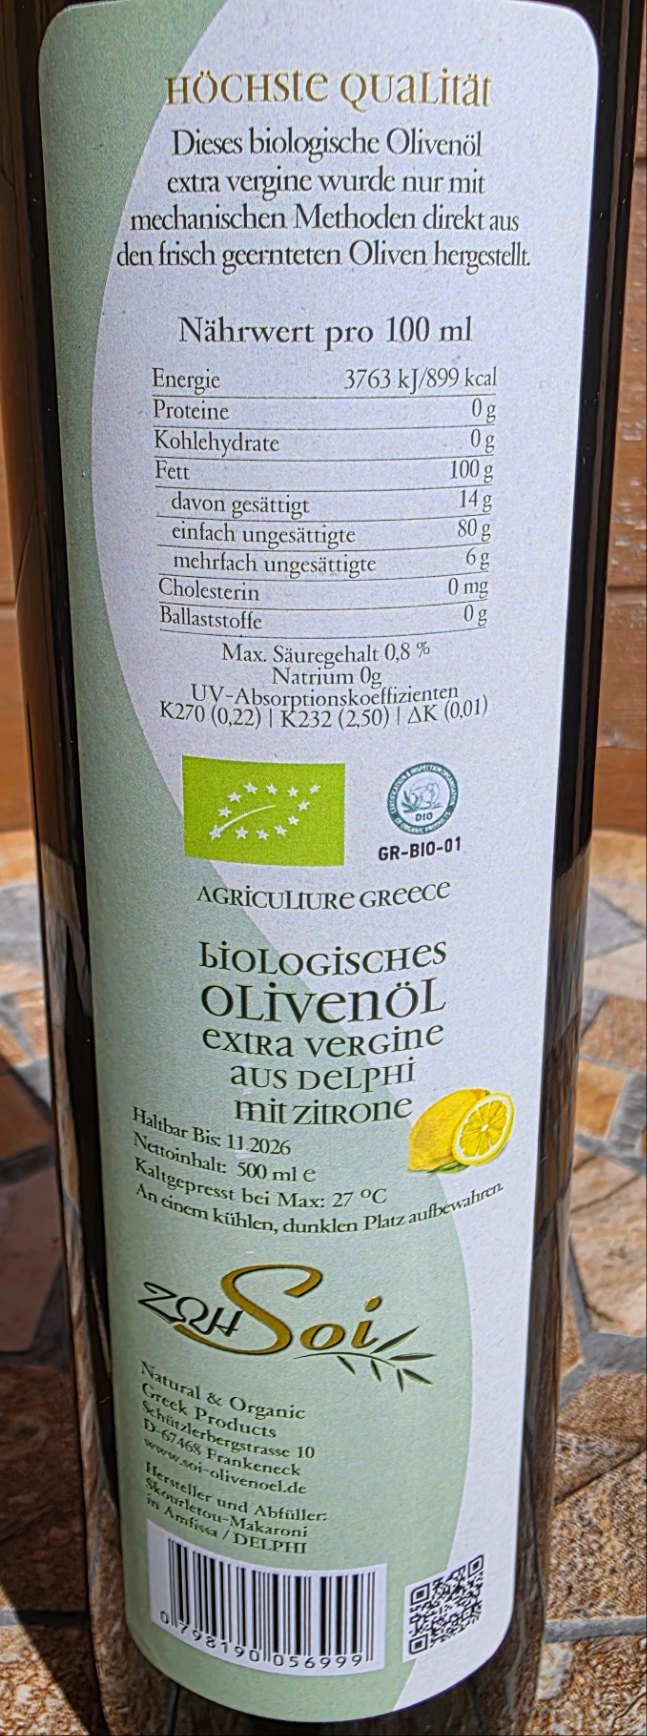 HÖCHSTE QUALITÄT
Dieses biologische Olivenöl
extra vergine wurde nur mit
mechanischen Methoden direkt aus
den frisch geernteten Oliven hergestellt.
Nährwert pro 100 ml
Energie 3763 kJ/899 kcal
Proteine 0 g
Kohlehydrate 0 g
Fett 100 g
davon gesättigt 14 g
einfach ungesättigte 80 g
mehrfach ungesättigte 6 g
Cholesterin 0 mg
Ballaststoffe 0 g
Max. Säuregehalt 0,8 %
Natrium 0g
UV-Absorptionskoeffizienten
K270 (0,22) | K232 (2,50) | ΔK (0,01)
DIO
GR-BIO-01
AGRICULTURE GREECE
BIOLOGISCHES
OLIVENÖL
EXTRA VERGINE
AUS DELPHI
MIT ZITRONE
Haltbar Bis: 11.2026
Nettoinhalt: 500 ml e
Kaltgepresst bei Max: 27 °C
An einem kühlen, dunklen Platz aufbewahren.
ΖΩΗ Soi
Natural & Organic
Greek Products
Schützlerbergstrasse 10
D-67468 Frankeneck
www.soi-olivenoel.de
Hersteller und Abfüller:
Skourletou-Makaroni
in Amfissa / DELPHI
0 798190 056999